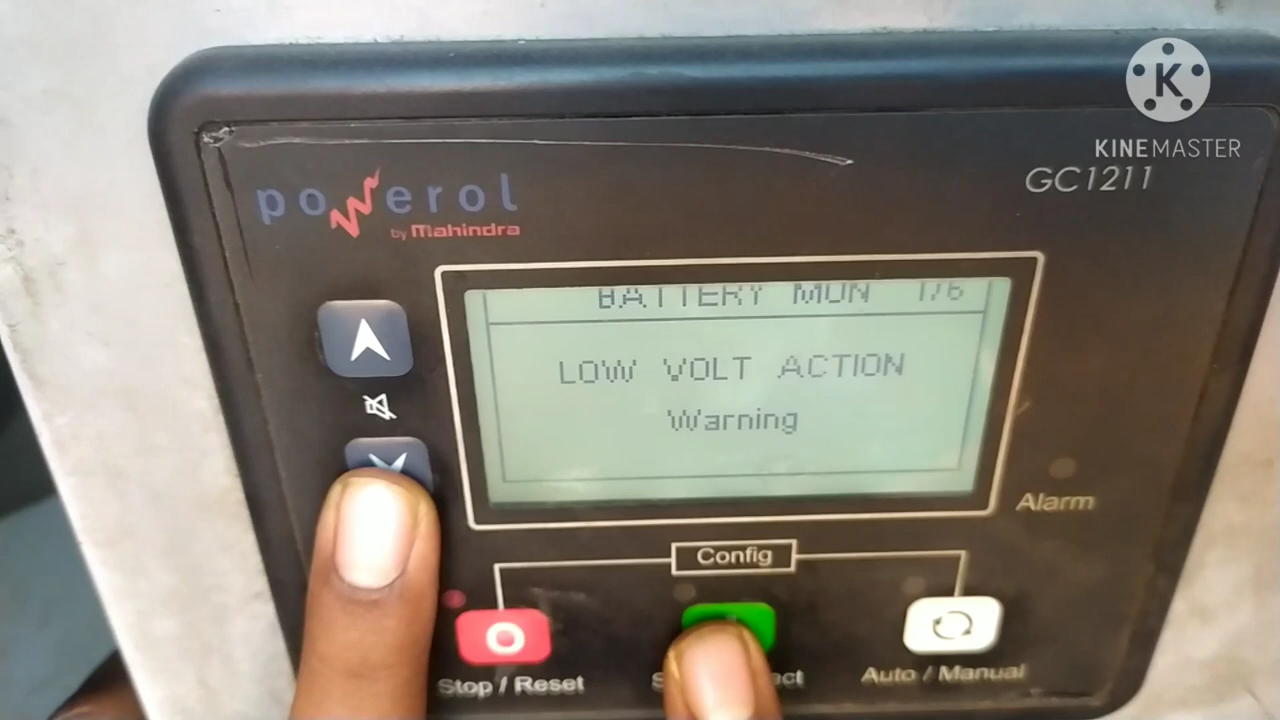 KINEMASTER
GC1211
powerol
by Mahindra
BATTERY MON 1/6
LOW VOLT ACTION
Warning
Alarm
Config
Stop / Reset
Auto / Manual